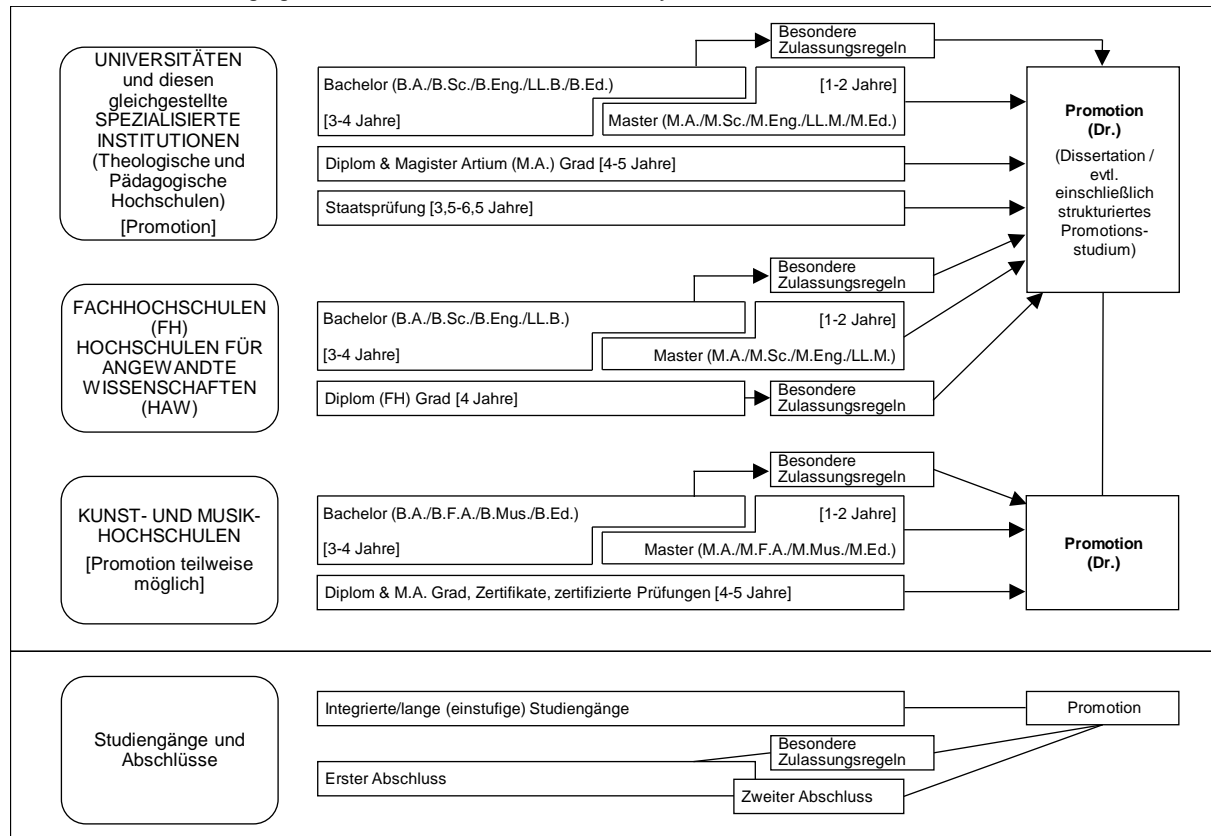 UNIVERSITÄTEN
und diesen
gleichgestellte
SPEZIALISIERTE
INSTITUTIONEN
(Theologische und
Pädagogische
Hochschulen)
[Promotion]
Besondere
Zulassungsregeln
Bachelor (B.A./B.Sc./B.Eng./LL.B./B.Ed.)
[3-4 Jahre]
[1-2 Jahre]
Master (M.A./M.Sc./M.Eng./LL.M./M.Ed.)
Diplom & Magister Artium (M.A.) Grad [4-5 Jahre]
Staatsprüfung [3,5-6,5 Jahre]
Promotion
(Dr.)
(Dissertation /
evtl.
einschließlich
strukturiertes
Promotions-
studium)
FACHHOCHSCHULEN
(FH)
HOCHSCHULEN FÜR
ANGEWANDTE
WISSENSCHAFTEN
(HAW)
Besondere
Zulassungsregeln
Bachelor (B.A./B.Sc./B.Eng./LL.B.)
[3-4 Jahre]
[1-2 Jahre]
Master (M.A./M.Sc./M.Eng./LL.M.)
Diplom (FH) Grad [4 Jahre]
Besondere
Zulassungsregeln
KUNST- UND MUSIK-
HOCHSCHULEN
[Promotion teilweise
möglich]
Besondere
Zulassungsregeln
Bachelor (B.A./B.F.A./B.Mus./B.Ed.)
[3-4 Jahre]
[1-2 Jahre]
Master (M.A./M.F.A./M.Mus./M.Ed.)
Diplom & M.A. Grad, Zertifikate, zertifizierte Prüfungen [4-5 Jahre]
Promotion
(Dr.)
Studiengänge und
Abschlüsse
Integrierte/lange (einstufige) Studiengänge
Promotion
Besondere
Zulassungsregeln
Erster Abschluss
Zweiter Abschluss